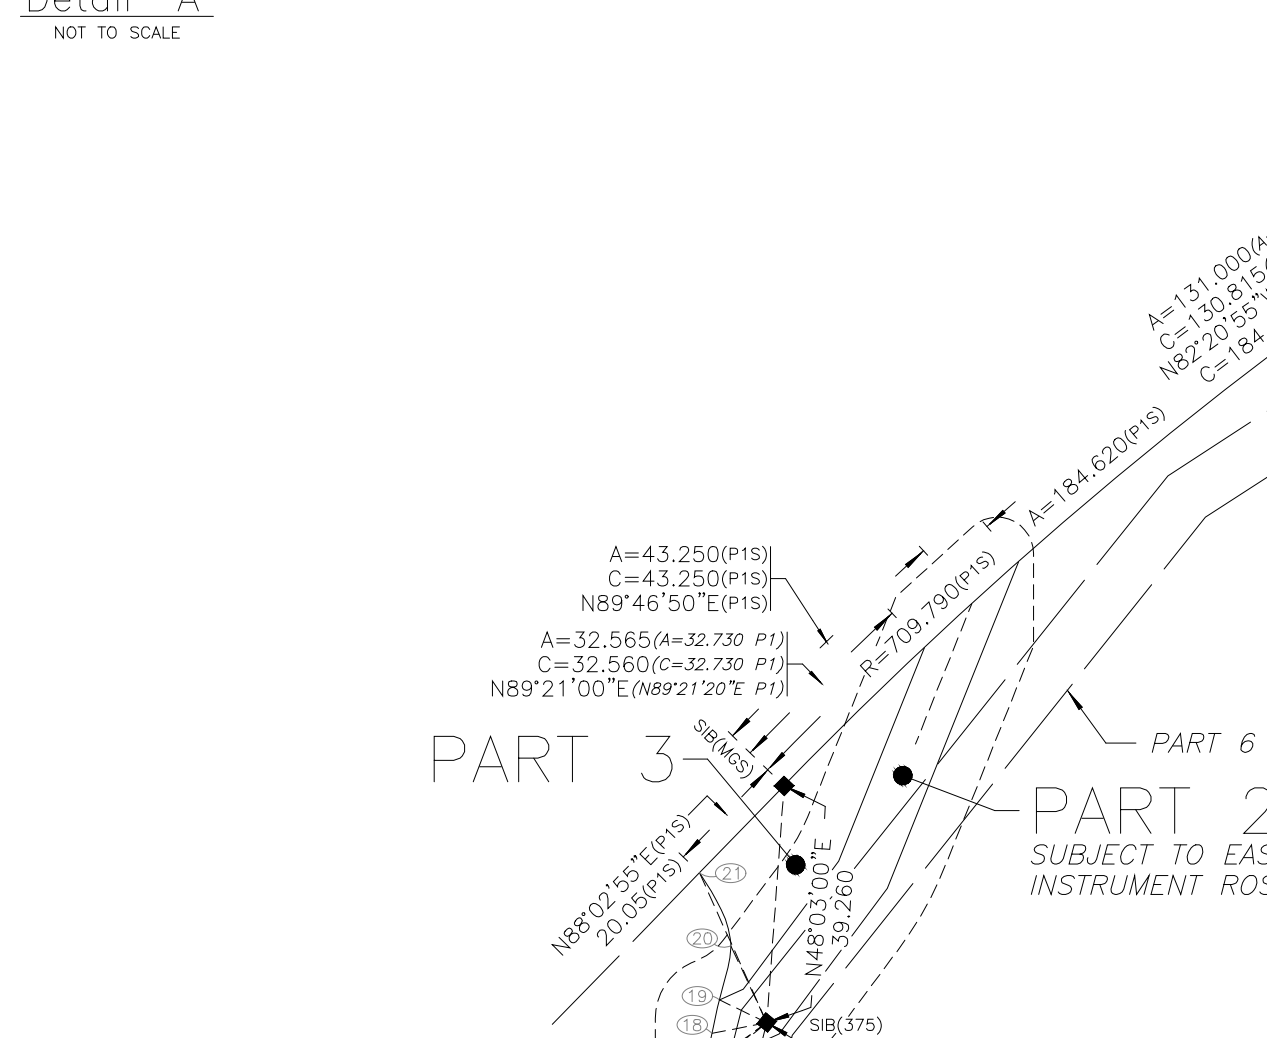 Detail "A"
NOT TO SCALE
A=131.000
C=130.815
N82°20'55"
C=184
A=184.620(P1S)
A=43.250(P1S)
C=43.250(P1S)
N89°46'50"E(P1S)
R=709.790(P1S)
A=32.565(A=32.730 P1)
C=32.560(C=32.730 P1)
N89°21'00"E(N89°21'20"E P1)
SIB(MGS)
PART 3
PART 6
PART 2
SUBJECT TO
INSTRUMENT
N88°02'55"E(P1S)
20.05(P1S)
N48°03'00"E
39.260
21
20
19
18
SIB(375)